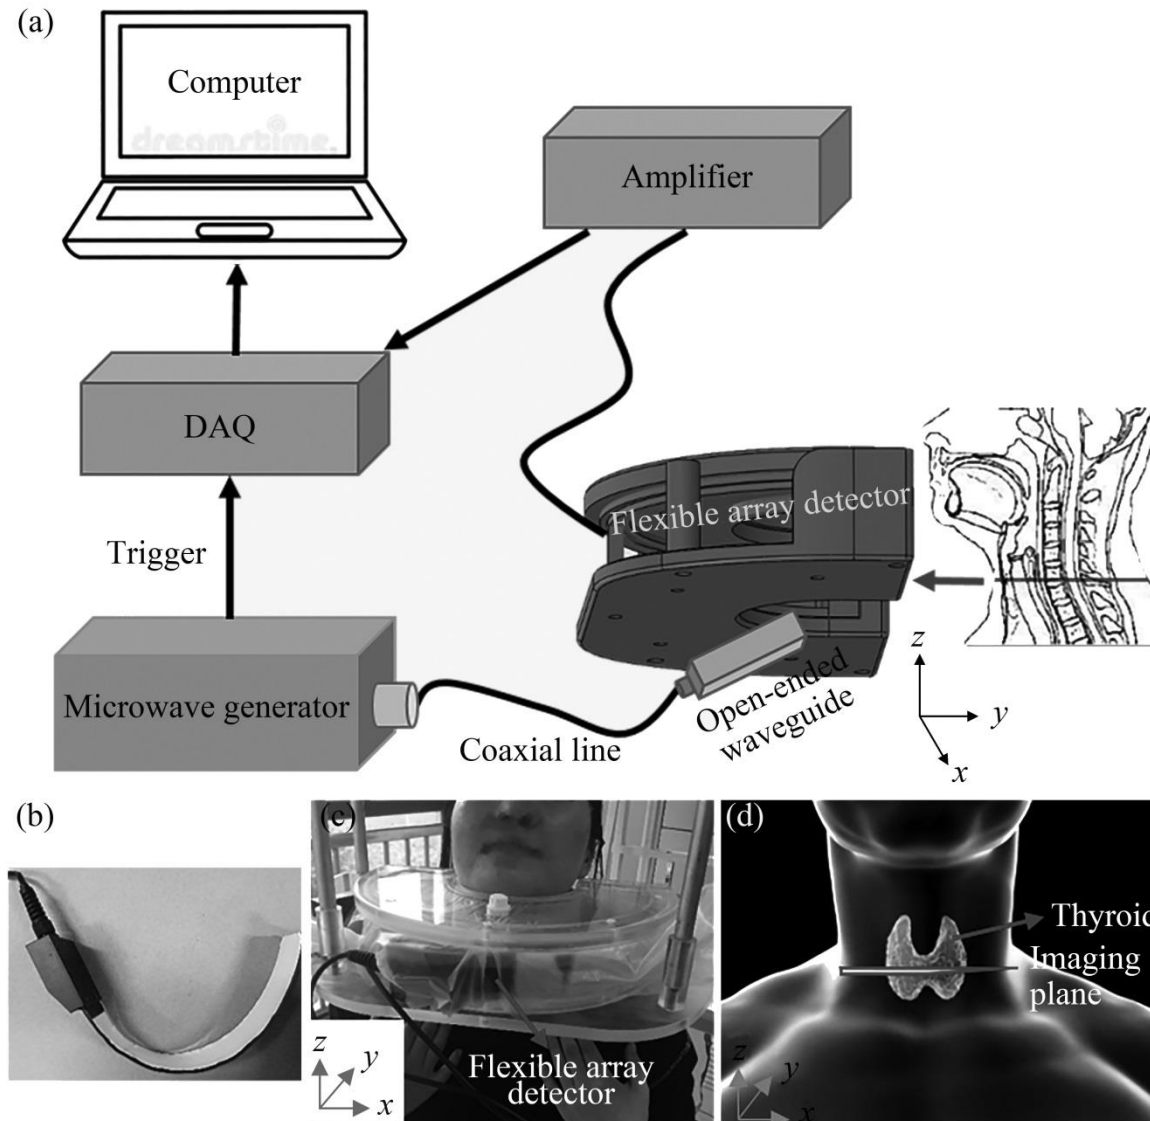 (a)
Computer
dreamstime.
Amplifier
DAQ
Flexible array detector
Trigger
Microwave generator
Open-ended
waveguide
Coaxial line
z
y
x
(b)
(c)
Flexible array
detector
z
y
x
(d)
Thyroid
Imaging
plane
z
y
x